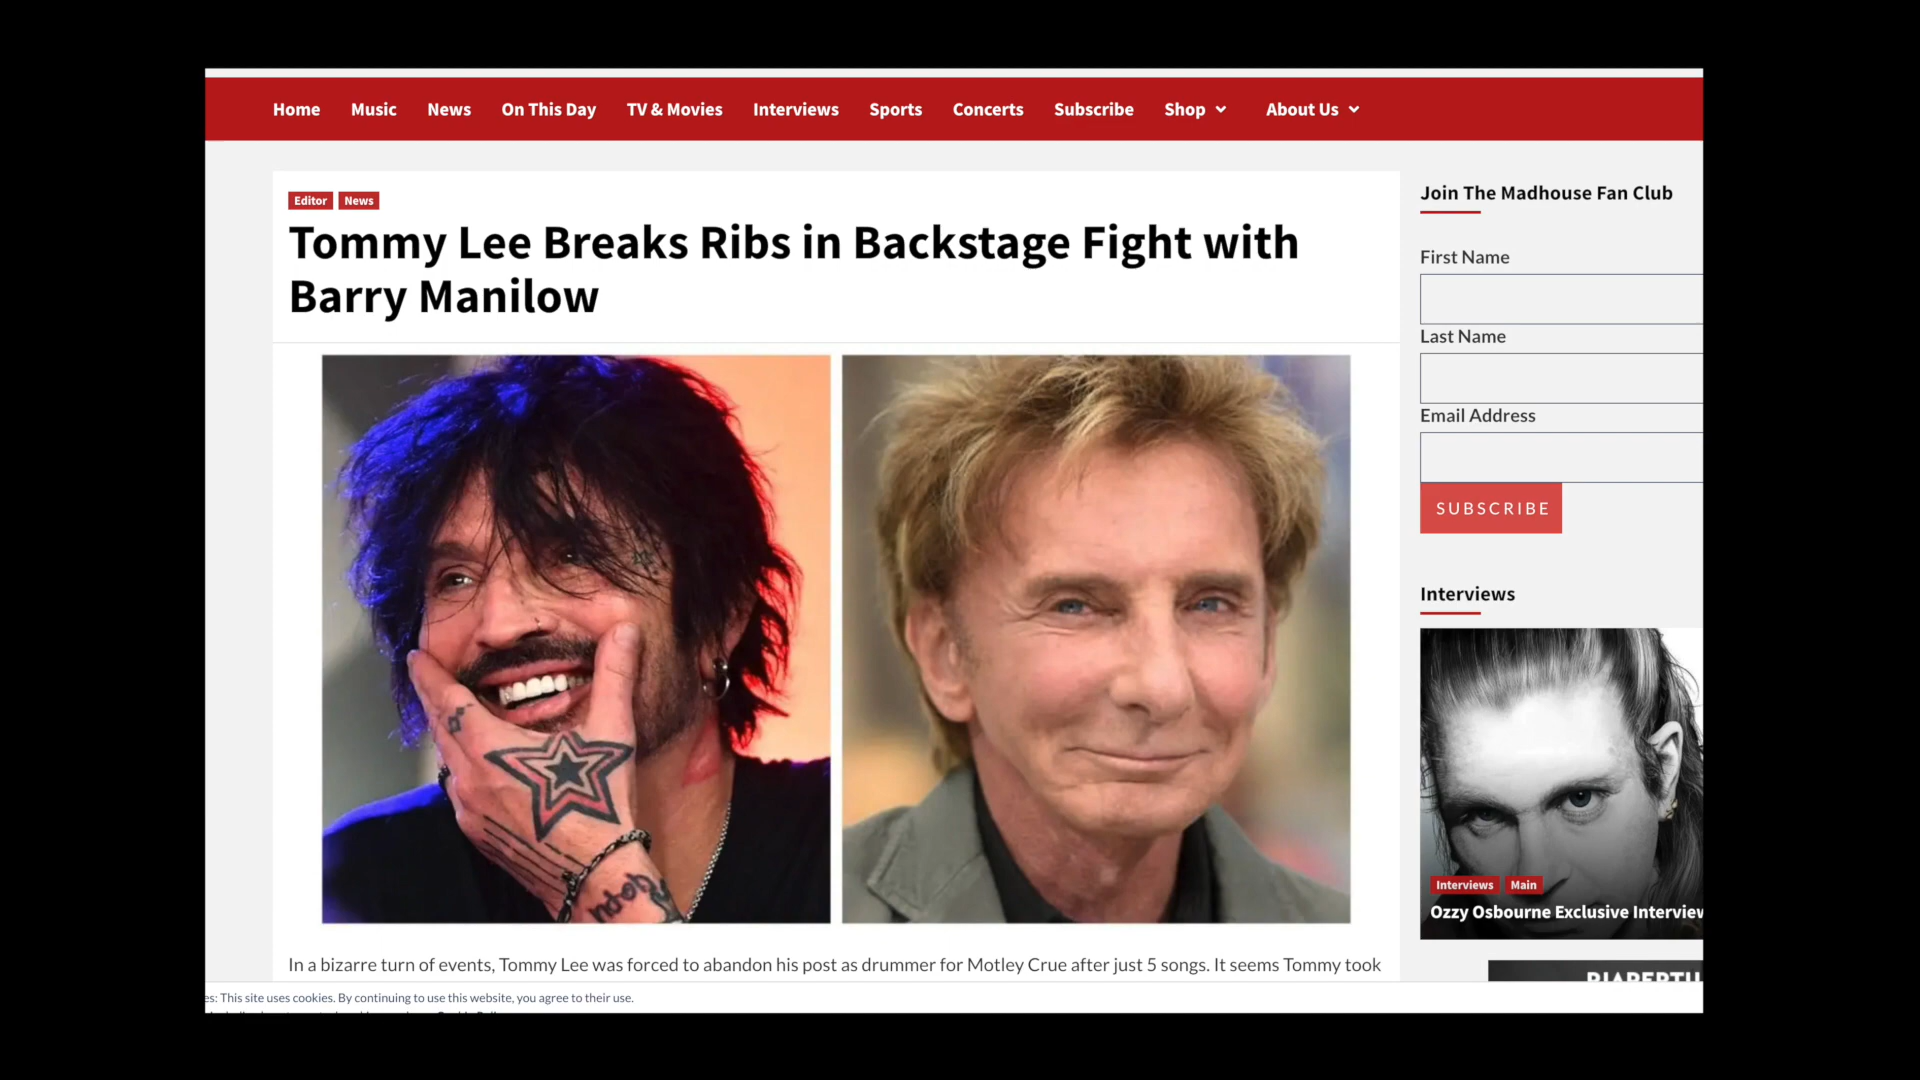 Home Music News On This Day TV & Movies Interviews Sports Concerts Subscribe Shop About Us
Editor News
Tommy Lee Breaks Ribs in Backstage Fight with
Barry Manilow
In a bizarre turn of events, Tommy Lee was forced to abandon his post as drummer for Motley Crue after just 5 songs. It seems Tommy took
Join The Madhouse Fan Club
First Name
Last Name
Email Address
SUBSCRIBE
Interviews
Interviews Main
Ozzy Osbourne Exclusive Interview
es: This site uses cookies. By continuing to use this website, you agree to their use.